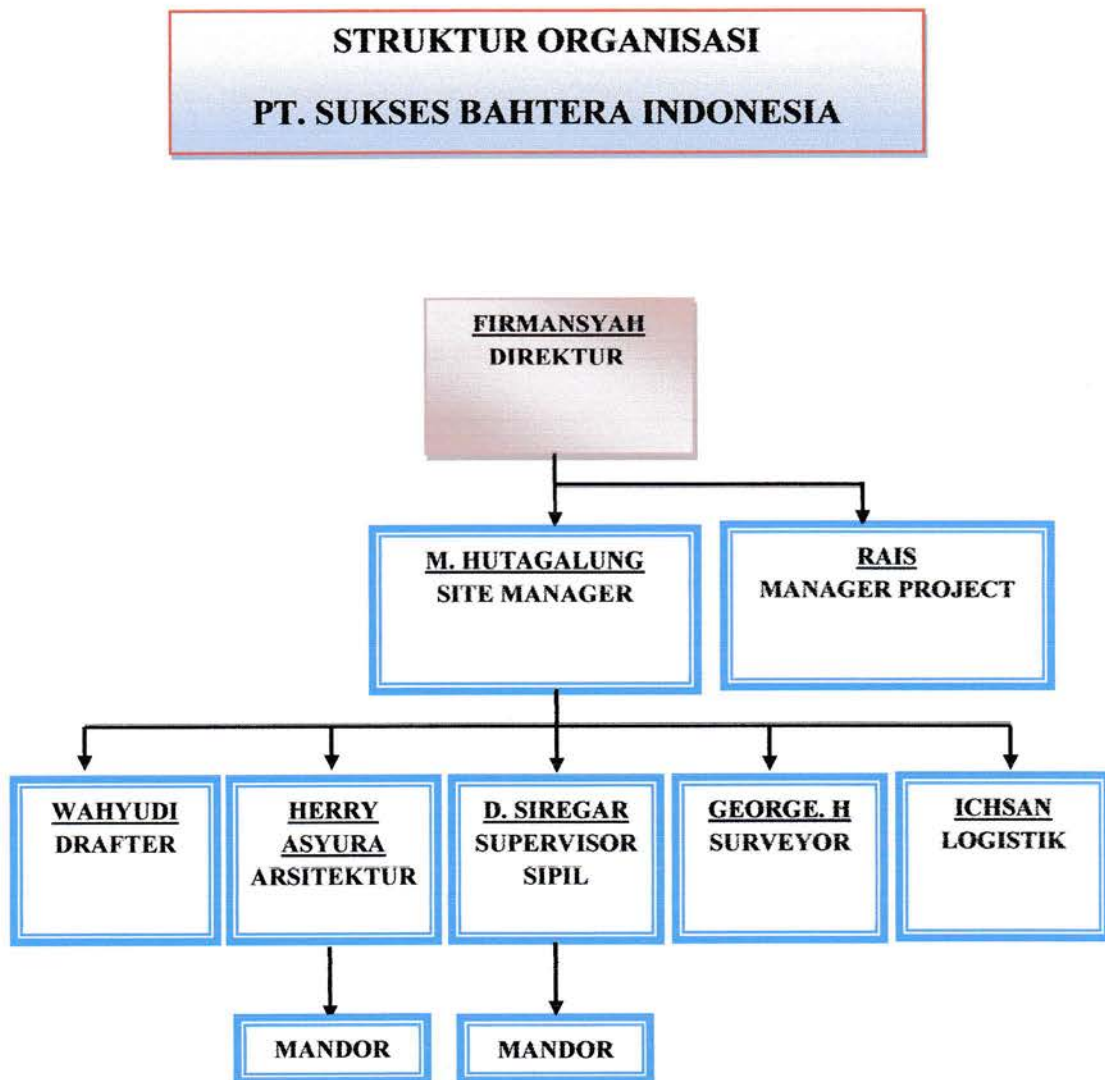 STRUKTUR ORGANISASI
PT. SUKSES BAHTERA INDONESIA
FIRMANSYAH
DIREKTUR
M. HUTAGALUNG
SITE MANAGER
RAIS
MANAGER PROJECT
WAHYUDI
DRAFTER
HERRY
ASYURA
ARSITEKTUR
D. SIREGAR
SUPERVISOR
SIPIL
GEORGE. H
SURVEYOR
ICHSAN
LOGISTIK
MANDOR
MANDOR